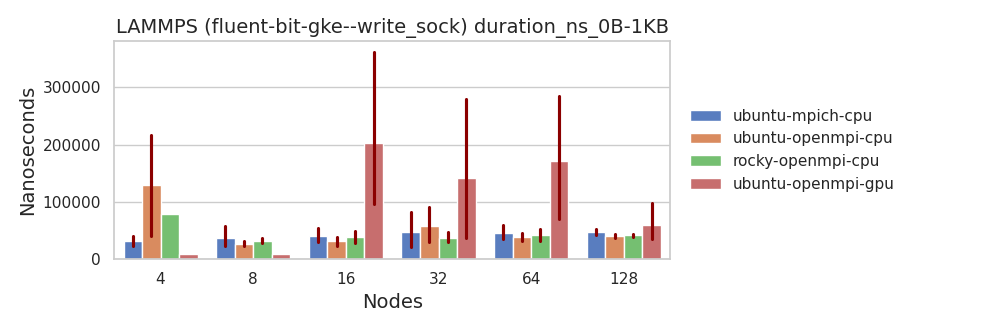 LAMMPS (fluent-bit-gke--write_sock) duration_ns_0B-1KB
Nanoseconds
300000
200000
100000
0
4 8 16 32 64 128
Nodes
ubuntu-mpich-cpu
ubuntu-openmpi-cpu
rocky-openmpi-cpu
ubuntu-openmpi-gpu